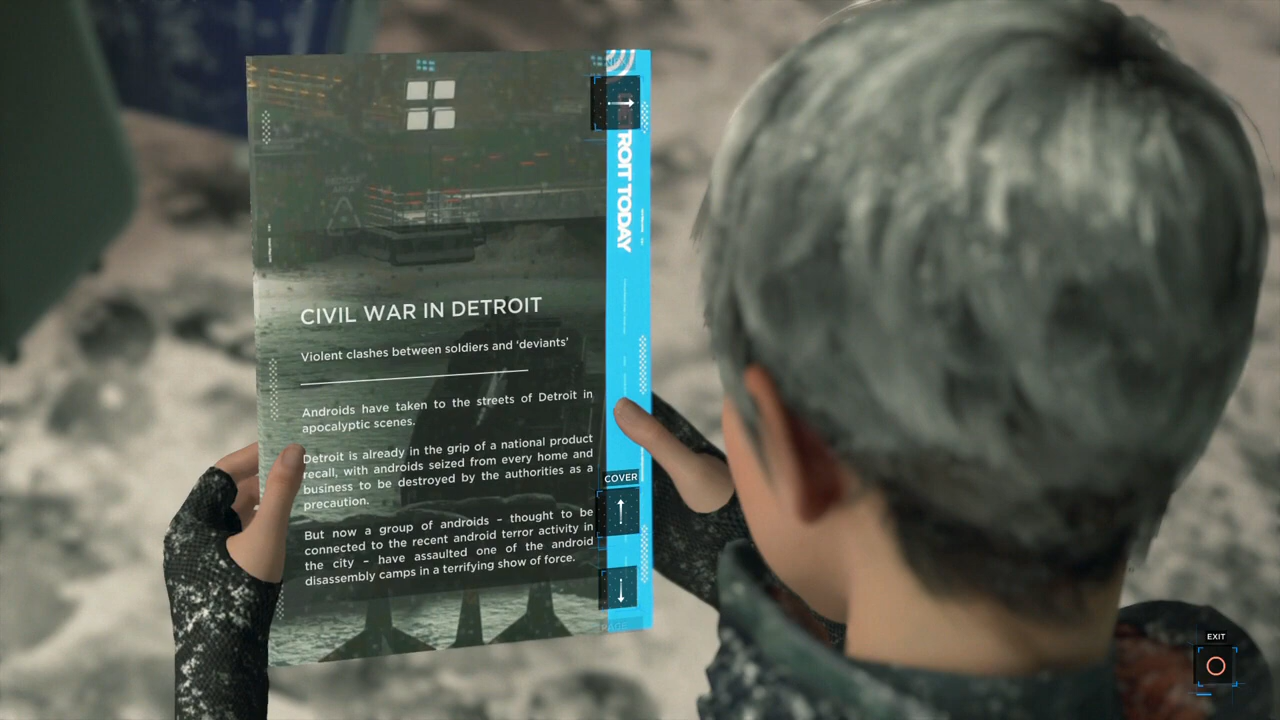 TROIT TODAY
CIVIL WAR IN DETROIT
Violent clashes between soldiers and 'deviants'
Androids have taken to the streets of Detroit in
apocalyptic scenes.
Detroit is already in the grip of a national product
recall, with androids seized from every home and
business to be destroyed by the authorities as a
precaution.
But now a group of androids – thought to be
connected to the recent android terror activity in
the city – have assaulted one of the android
disassembly camps in a terrifying show of force.
COVER
PAGE
EXIT